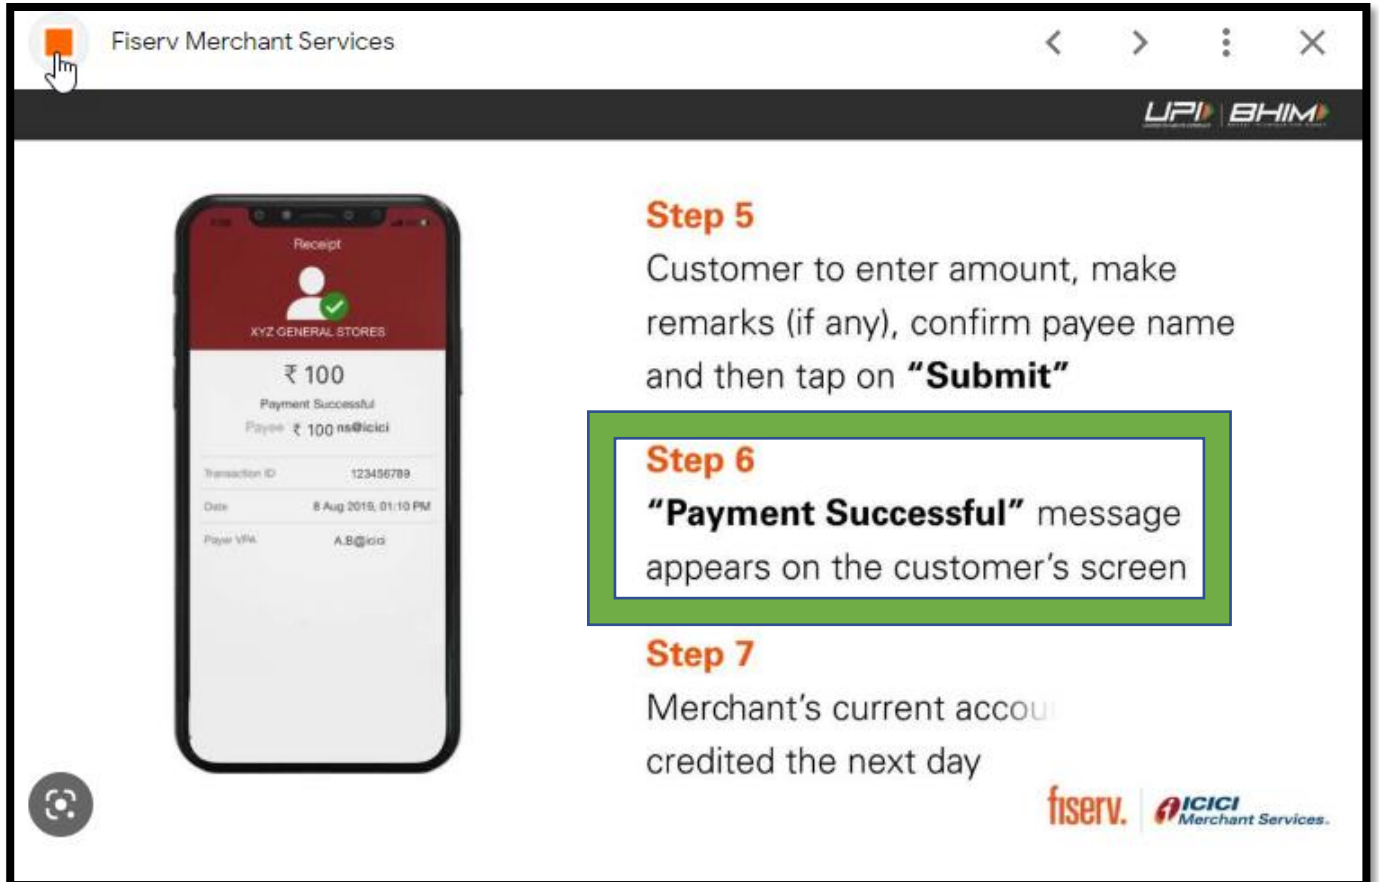 Fiserv Merchant Services
UPI BHIM
Receipt
XYZ GENERAL STORES
₹ 100
Payment Successful
Payee ₹ 100 ns@icici
Transaction ID 123456789
Date 8 Aug 2019, 01:10 PM
Payer VPA A.B@icici
Step 5
Customer to enter amount, make
remarks (if any), confirm payee name
and then tap on “Submit”
Step 6
“Payment Successful” message
appears on the customer’s screen
Step 7
Merchant’s current accou
credited the next day
fiserv.
ICICI
Merchant Services.